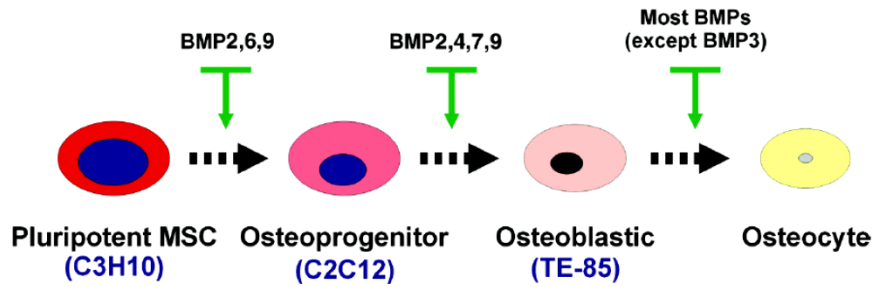 BMP2,6,9
BMP2,4,7,9
Most BMPs
(except BMP3)
Pluripotent MSC
(C3H10)
Osteoprogenitor
(C2C12)
Osteoblastic
(TE-85)
Osteocyte